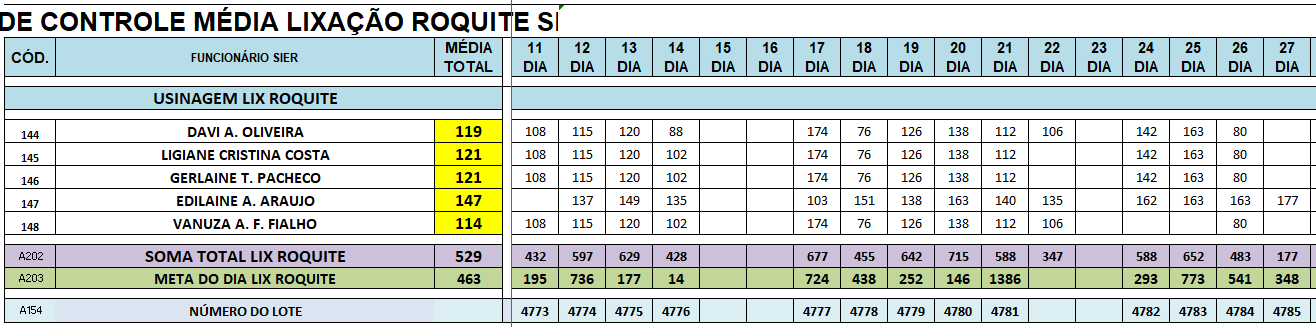 DE CONTROLE MÉDIA LIXAÇÃO ROQUITE SI
CÓD. FUNCIONÁRIO SIER MÉDIA TOTAL 11 DIA 12 DIA 13 DIA 14 DIA 15 DIA 16 DIA 17 DIA 18 DIA 19 DIA 20 DIA 21 DIA 22 DIA 23 DIA 24 DIA 25 DIA 26 DIA 27 DIA
USINAGEM LIX ROQUITE
144 DAVI A. OLIVEIRA 119 108 115 120 88 174 76 126 138 112 106 142 163 80
145 LIGIANE CRISTINA COSTA 121 108 115 120 102 174 76 126 138 112 142 163 80
146 GERLAINE T. PACHECO 121 108 115 120 102 174 76 126 138 112 142 163 80
147 EDILAINE A. ARAUJO 147 137 149 135 103 151 138 163 140 135 162 163 163 177
148 VANUZA A. F. FIALHO 114 108 115 120 102 174 76 126 138 112 106 80
A202 SOMA TOTAL LIX ROQUITE 529 432 597 629 428 677 455 642 715 588 347 588 652 483 177
A203 META DO DIA LIX ROQUITE 463 195 736 177 14 724 438 252 146 1386 293 773 541 348
A154 NÚMERO DO LOTE 4773 4774 4775 4776 4777 4778 4779 4780 4781 4782 4783 4784 4785